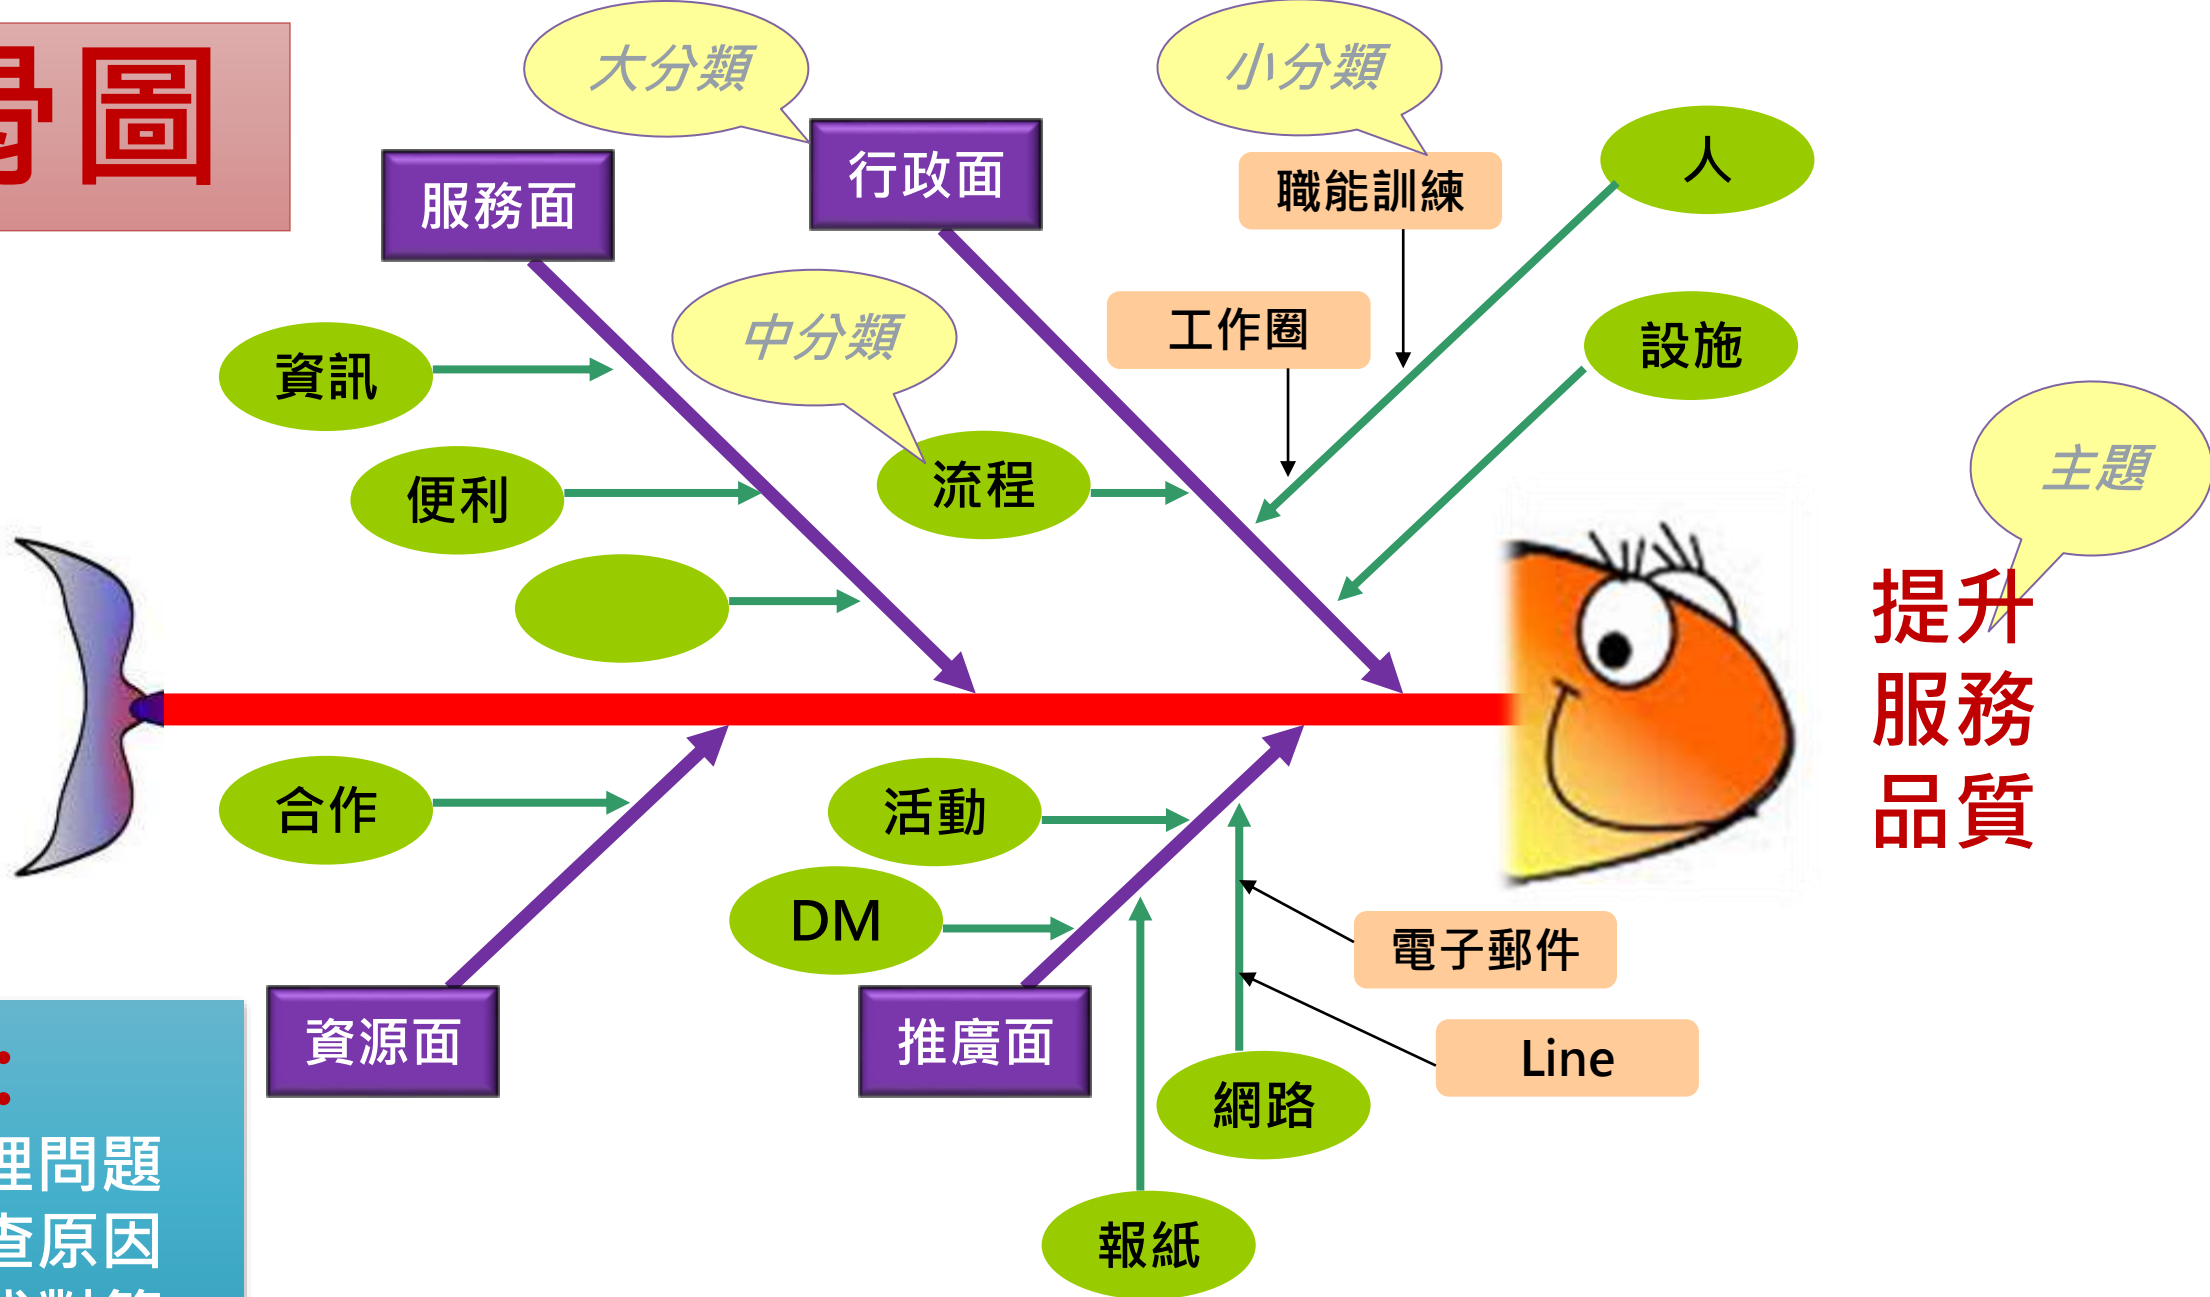 骨圖
大分類
小分類
服務面
行政面
職能訓練
人
中分類
工作圈
設施
資訊
流程
主題
便利
提升
服務
品質
合作
活動
DM
電子郵件
資源面
推廣面
Line
網路
報紙
：
：
理問題
查原因